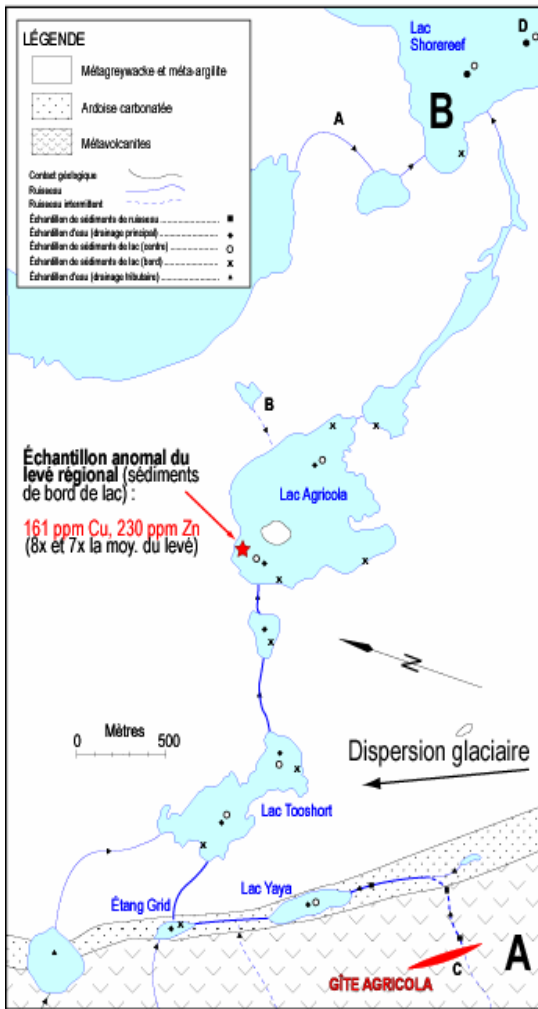 LÉGENDE
Métagreywacke et méta-argilite
Ardoise carbonatée
Métavolcanites
Contact géologique
Ruisseau
Ruisseau intermittent
Échantillon de sédiments de ruisseau
Échantillon d'eau (drainage principal)
Échantillon de sédiments de lac (centre)
Échantillon de sédiments de lac (bord)
Échantillon d'eau (drainage tributaire)
Lac
Shorereef
D
B
A
B
Échantillon anomal du
levé régional (sédiments
de bord de lac) :
161 ppm Cu, 230 ppm Zn
(8x et 7x la moy. du levé)
Lac Agricola
N
Mètres
0 500
Dispersion glaciaire
Lac Tooshort
Lac Yaya
Étang Grid
A
C
GÎTE AGRICOLA